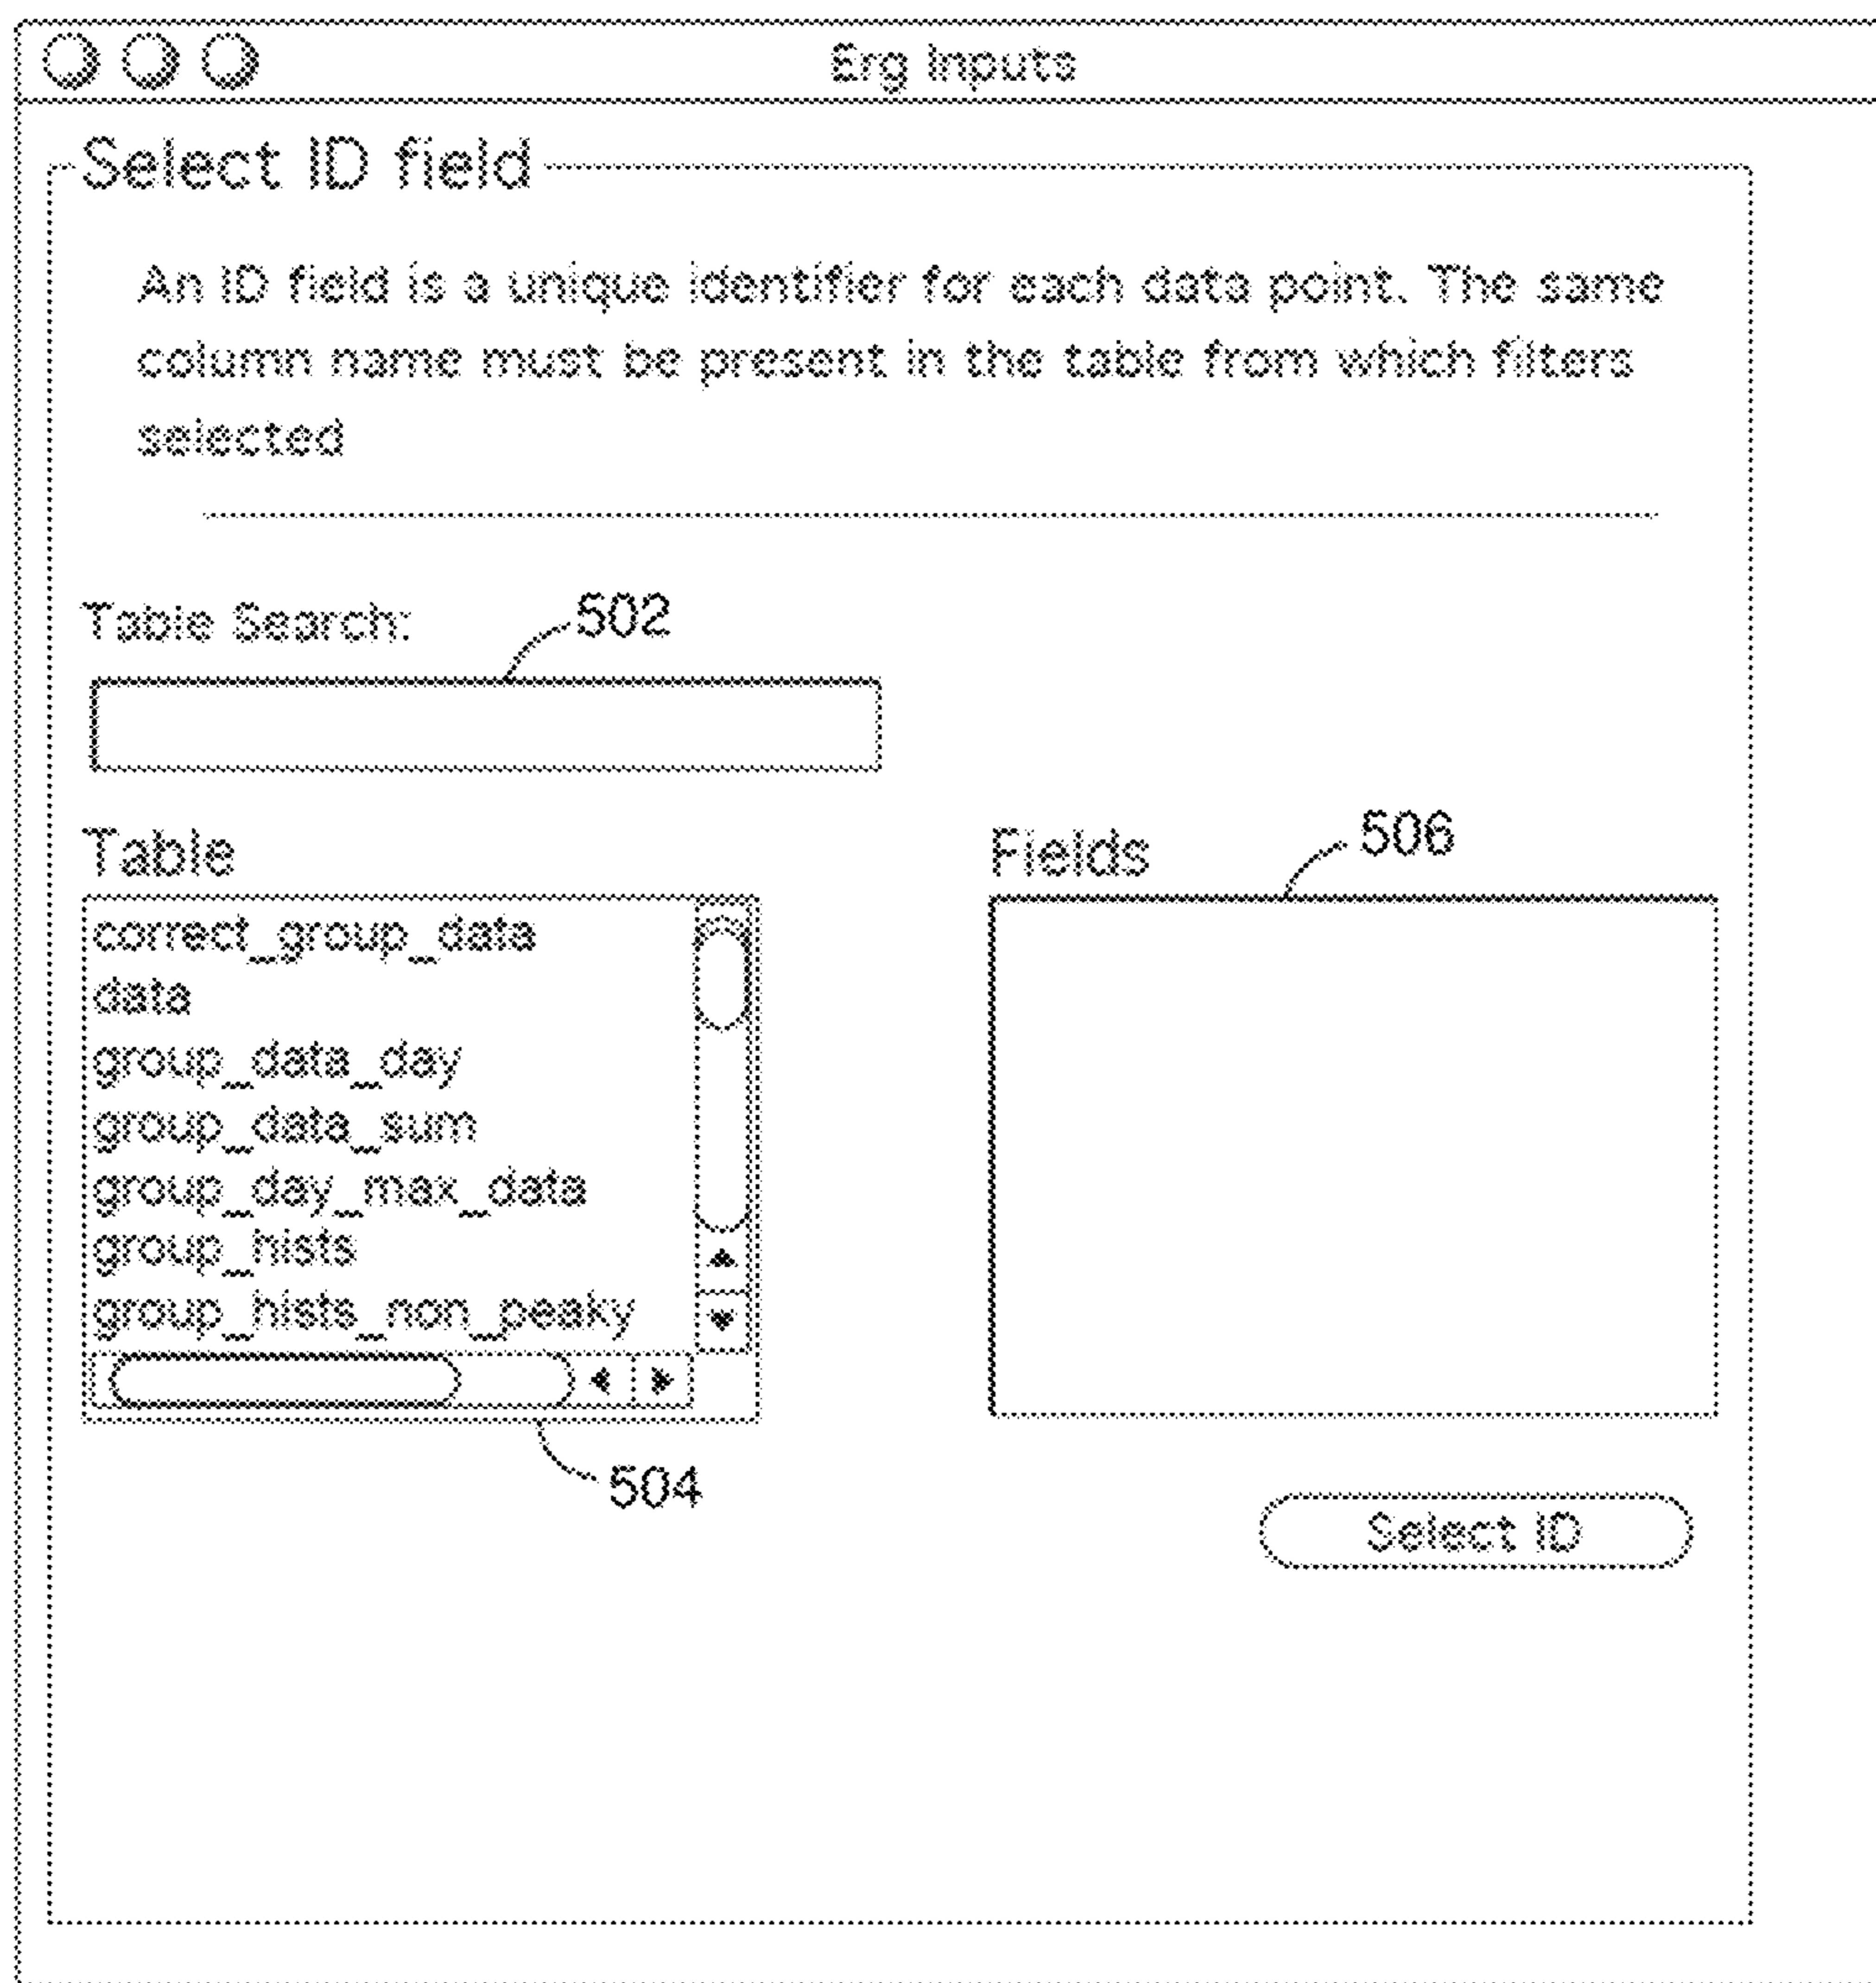 Erg Inputs
Select ID field
An ID field is a unique identifier for each data point. The same
column name must be present in the table from which filters
selected
Table Search:
502
Table
Fields
506
correct_group_data
data
group_data_day
group_data_sum
group_day_max_data
group_hists
group_hists_non_peaky
504
Select ID